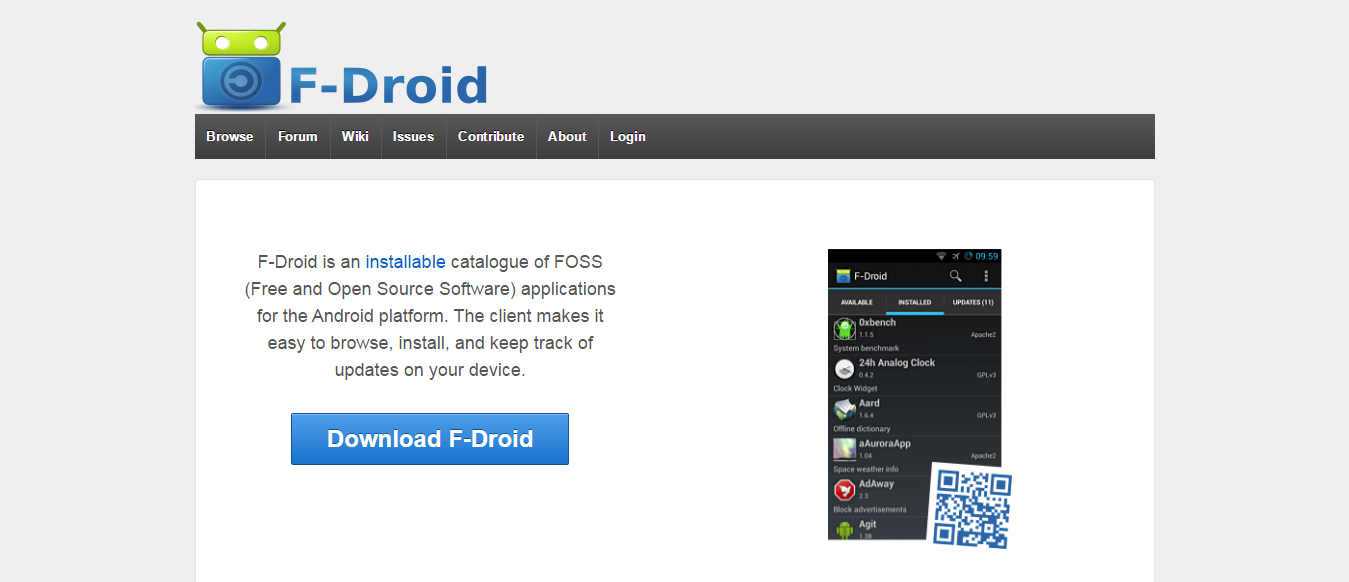 F-Droid
Browse Forum Wiki Issues Contribute About Login
F-Droid is an installable catalogue of FOSS
(Free and Open Source Software) applications
for the Android platform. The client makes it
easy to browse, install, and keep track of
updates on your device.
Download F-Droid
09:59
F-Droid
AVAILABLE INSTALLED UPDATES (11)
0xbench
1.1.5 Apache2
System benchmark
24h Analog Clock
0.4.2 GPLv3
Clock Widget
Aard
1.6.4 GPLv3
Offline dictionary
aAuroraApp
1.04 Apache2
Space weather info
AdAway
2.3
Block advertisements
Agit
1.38